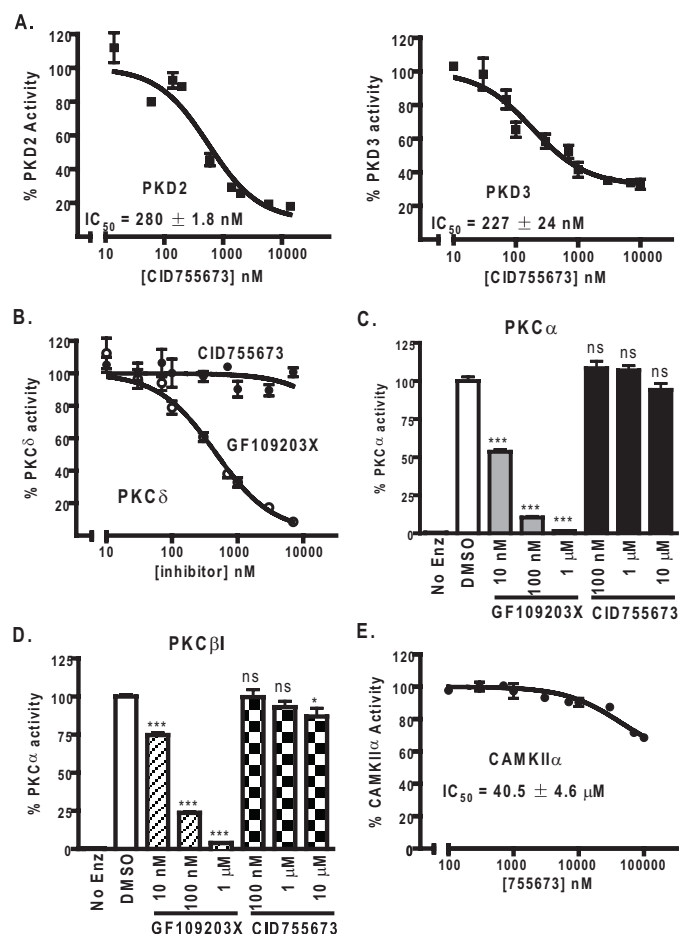 A.
120
100
80
60
40
20
% PKD2 Activity
PKD2
IC50 = 280 ± 1.8 nM
10 100 1000 10000
[CID755673] nM
120
100
80
60
40
20
% PKD3 activity
PKD3
IC50 = 227 ± 24 nM
10 100 1000 10000
[CID755673] nM
B.
120
100
80
60
40
20
% PKCδ activity
CID755673
GF109203X
PKCδ
10 100 1000 10000
[inhibitor] nM
C.
PKCα
125
100
75
50
25
0
% PKCα activity
*** *** *** ns ns ns
No Enz DMSO 10 nM 100 nM 1 μM 100 nM 1 μM 10 μM
GF109203X CID755673
D.
PKCβI
125
100
75
50
25
0
% PKCα activity
*** *** *** ns ns *
No Enz DMSO 10 nM 100 nM 1 μM 100 nM 1 μM 10 μM
GF109203X CID755673
E.
120
100
80
60
40
20
0
% CAMKIIα Activity
CAMKIIα
IC50 = 40.5 ± 4.6 μM
100 1000 10000 100000
[755673] nM